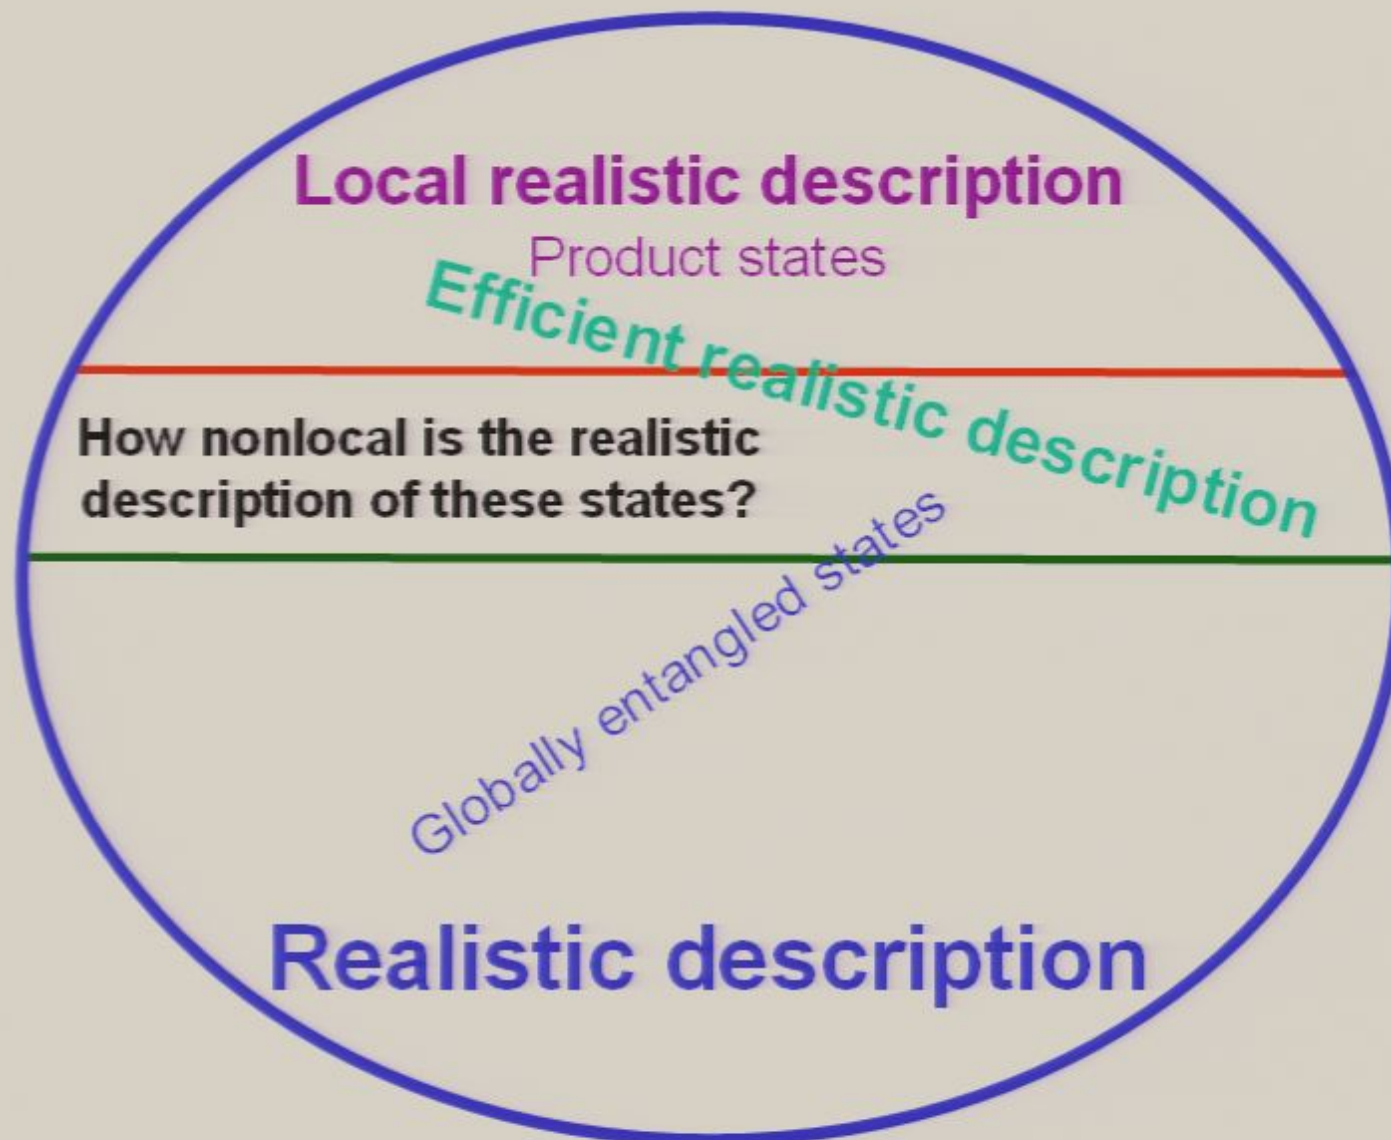 Local realistic description
Product states
Efficient realistic description
How nonlocal is the realistic
description of these states?
Globally entangled states
Realistic description